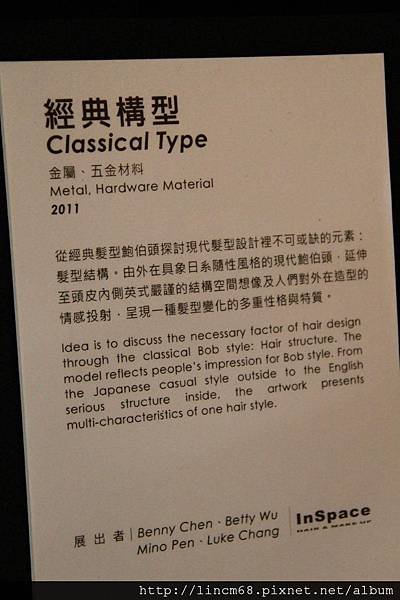 經典構型
Classical Type
金屬、五金材料
Metal, Hardware Material
2011
從經典髮型鮑伯頭探討現代髮型設計裡不可或缺的元素：
髮型結構。由外在具象日系隨性風格的現代鮑伯頭，延伸
至頭皮內側英式嚴謹的結構空間想像及人們對外在造型的
情感投射，呈現一種髮型變化的多重性格與特質。
Idea is to discuss the necessary factor of hair design
through the classical Bob style: Hair structure. The
model reflects people's impression for Bob style. From
the Japanese casual style outside to the English
serious structure inside, the artwork presents
multi-characteristics of one hair style.
展出者 Benny Chen、Betty Wu
Mino Pen、Luke Chang
InSpace
HAIR & MAKE UP
http://lincm68.pixnet.net/album